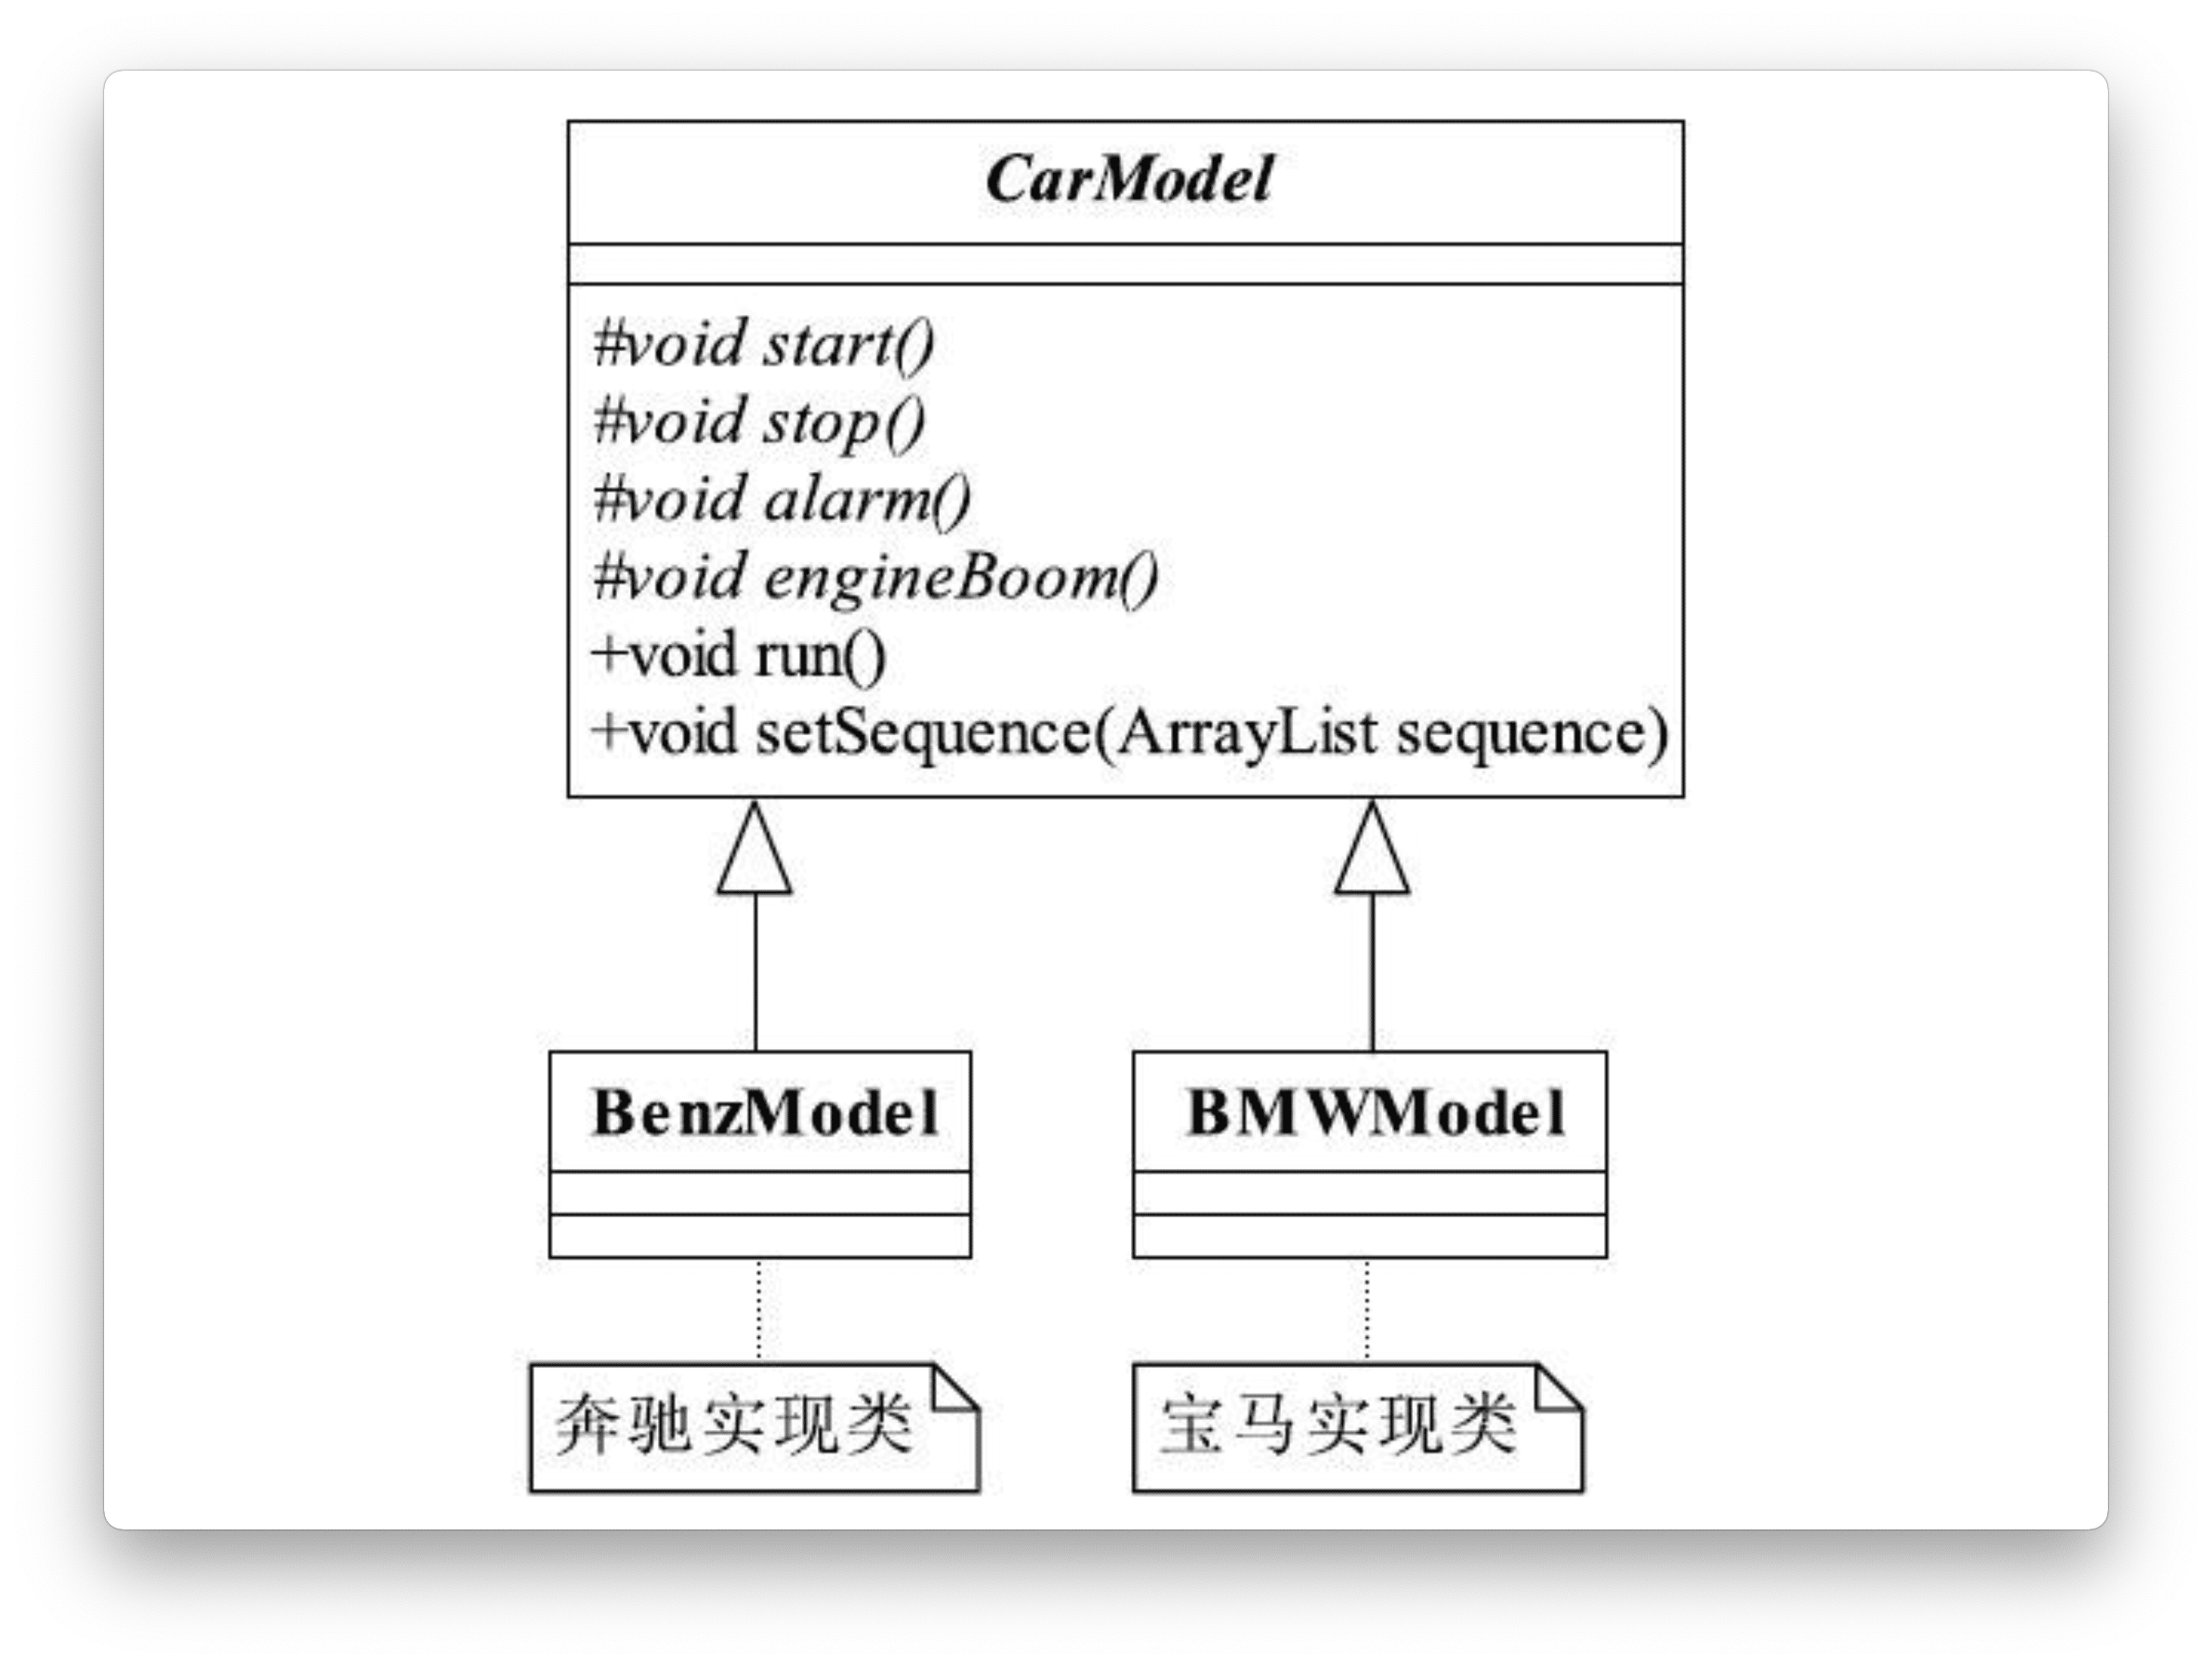 CarModel
#void start()
#void stop()
#void alarm()
#void engineBoom()
+void run()
+void setSequence(ArrayList sequence)
BenzModel
BMWModel
奔驰实现类
宝马实现类